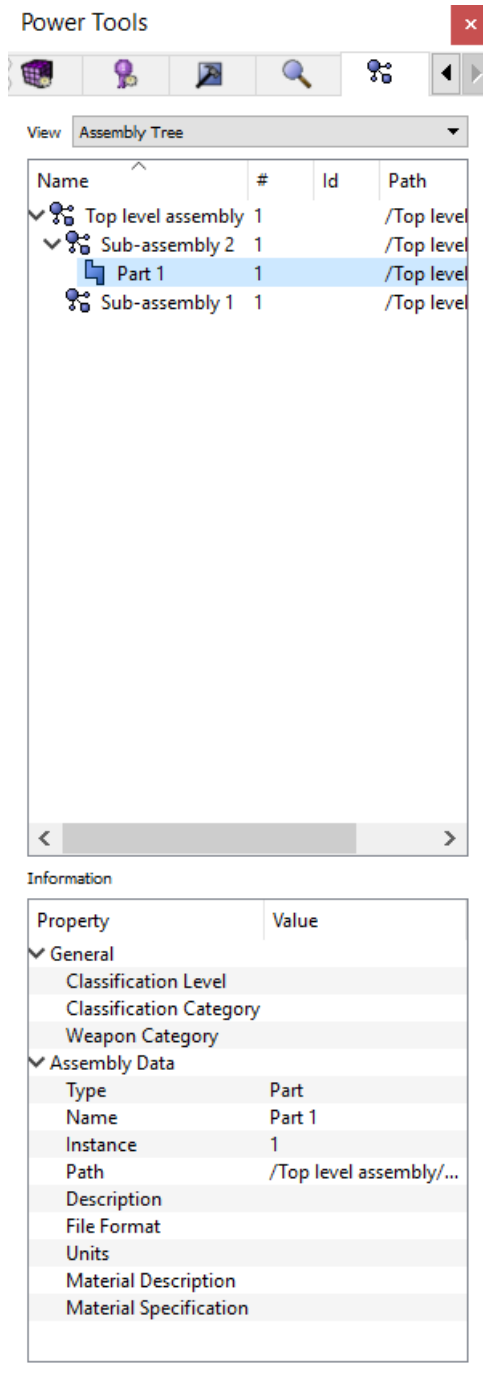 Power Tools
View Assembly Tree
Name # Id Path
Top level assembly 1 /Top level
Sub-assembly 2 1 /Top level
Part 1 1 /Top level
Sub-assembly 1 1 /Top level
Information
Property Value
General
Classification Level
Classification Category
Weapon Category
Assembly Data
Type Part
Name Part 1
Instance 1
Path /Top level assembly/...
Description
File Format
Units
Material Description
Material Specification